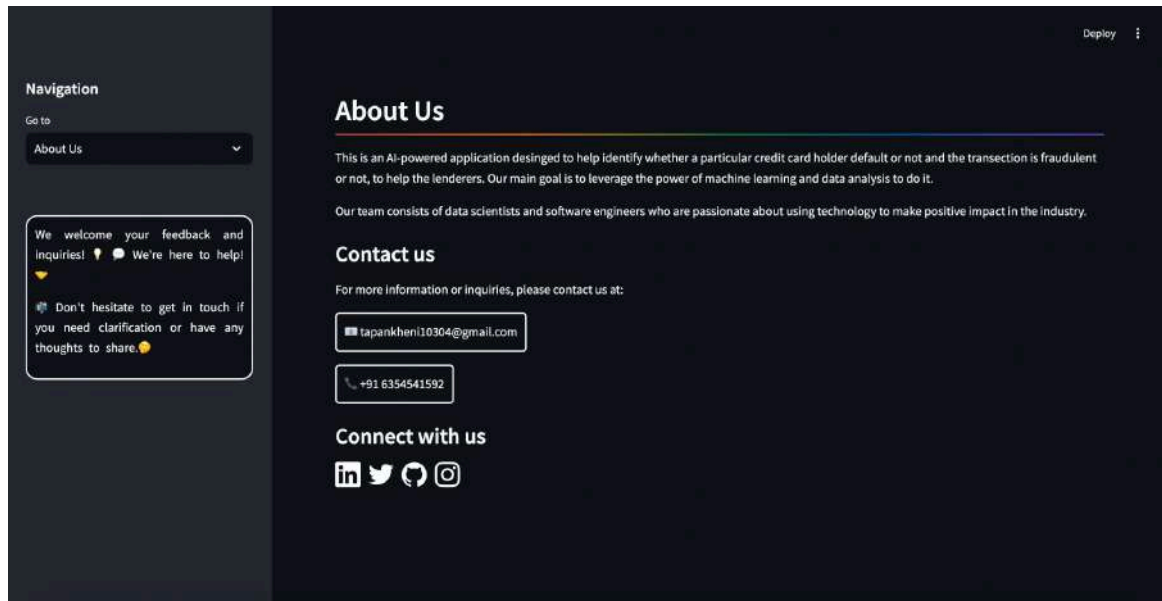 Deploy
Navigation
Go to
About Us
We welcome your feedback and
inquiries! 💡 💬 We're here to help!
🤝
📫 Don't hesitate to get in touch if
you need clarification or have any
thoughts to share.😊
About Us
This is an AI-powered application desinged to help identify whether a particular credit card holder default or not and the transection is fraudulent
or not, to help the lenderers. Our main goal is to leverage the power of machine learning and data analysis to do it.
Our team consists of data scientists and software engineers who are passionate about using technology to make positive impact in the industry.
Contact us
For more information or inquiries, please contact us at:
📧 tapankheni10304@gmail.com
📞 +91 6354541592
Connect with us
in